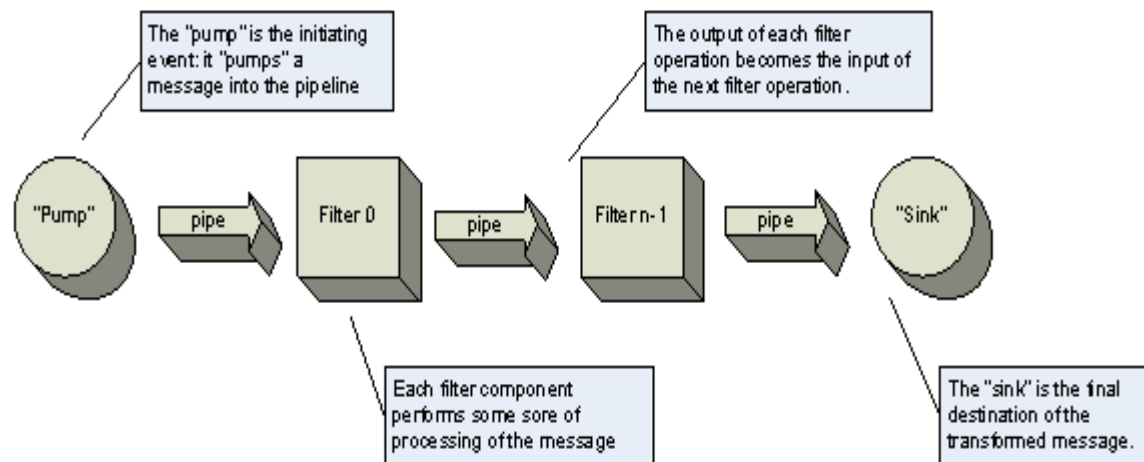 The "pump" is the initiating
event: it "pumps" a
message into the pipeline
The output of each filter
operation becomes the input of
the next filter operation.
"Pump"
pipe
Filter 0
pipe
Filter n-1
pipe
"Sink"
Each filter component
performs some sore of
processing of the message
The "sink" is the final
destination of the
transformed message.